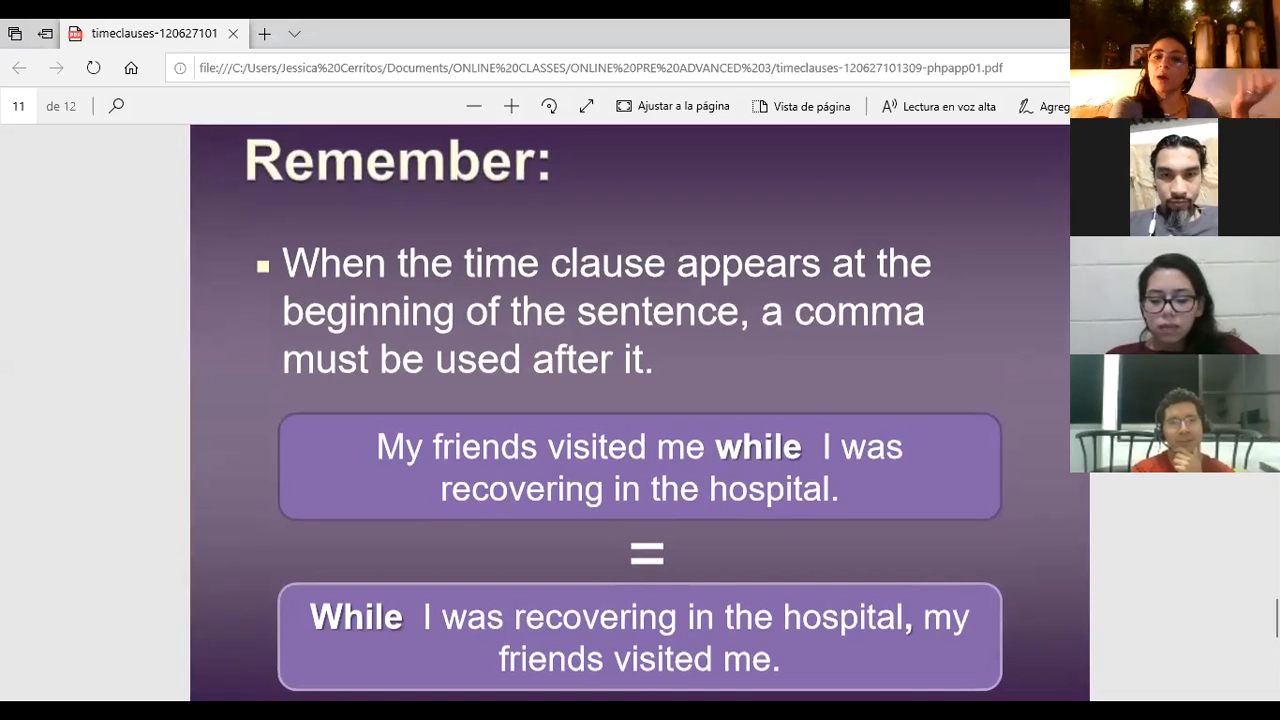 timeclauses-120627101
file:///C:/Users/Jessica%20Cerritos/Documents/ONLINE%20CLASSES/ONLINE%20PRE%20ADVANCED%203/timeclauses-120627101309-phpapp01.pdf
11 de 12 Ajustar a la página Vista de página Lectura en voz alta Agreg
Remember:
When the time clause appears at the
beginning of the sentence, a comma
must be used after it.
My friends visited me while I was
recovering in the hospital.
=
While I was recovering in the hospital, my
friends visited me.